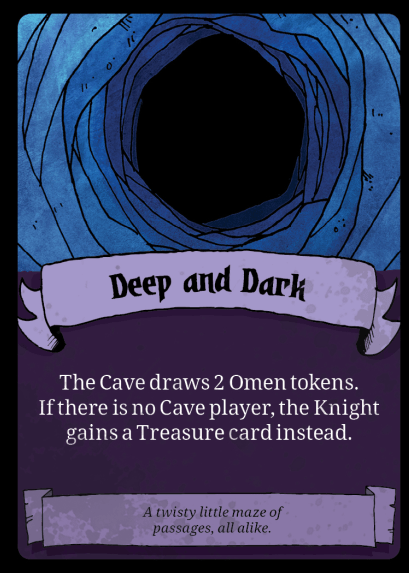 Deep and Dark
The Cave draws 2 Omen tokens.
If there is no Cave player, the Knight
gains a Treasure card instead.
A twisty little maze of
passages, all alike.